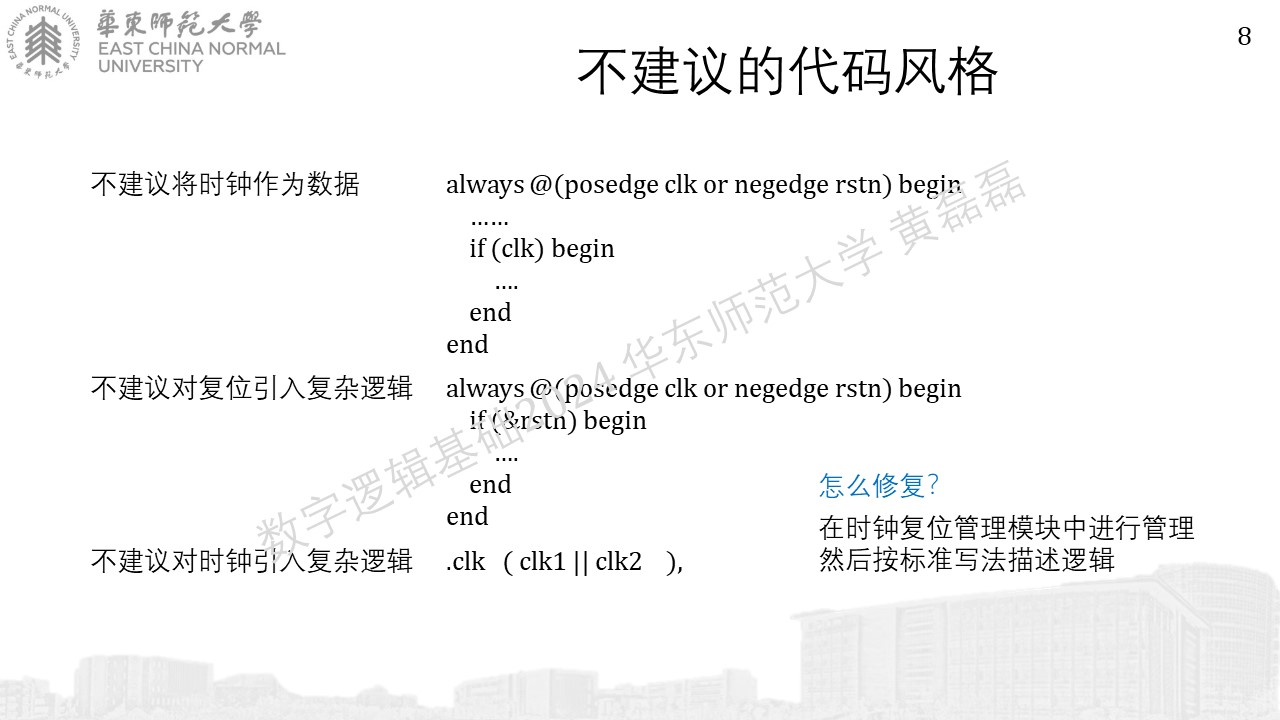 華東師範大學
EAST CHINA NORMAL
UNIVERSITY
EAST CHINA NORMAL UNIVERSITY
華東师范大学
8
不建议的代码风格
不建议将时钟作为数据
always @(posedge clk or negedge rstn) begin
……
if (clk) begin
….
end
end
不建议对复位引入复杂逻辑
always @(posedge clk or negedge rstn) begin
if (&rstn) begin
….
end
end
不建议对时钟引入复杂逻辑
.clk ( clk1 || clk2 ),
怎么修复？
在时钟复位管理模块中进行管理
然后按标准写法描述逻辑
数字逻辑基础2024 华东师范大学 黄磊磊